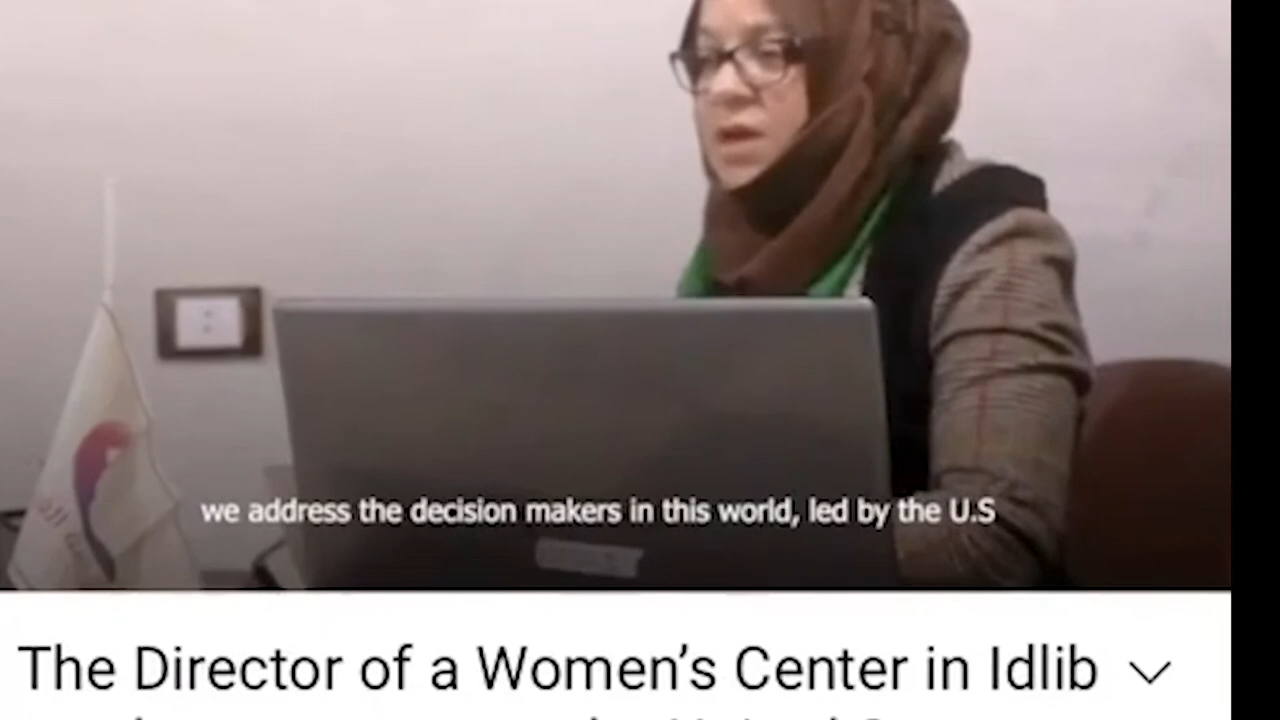 we address the decision makers in this world, led by the U.S
The Director of a Women's Center in Idlib